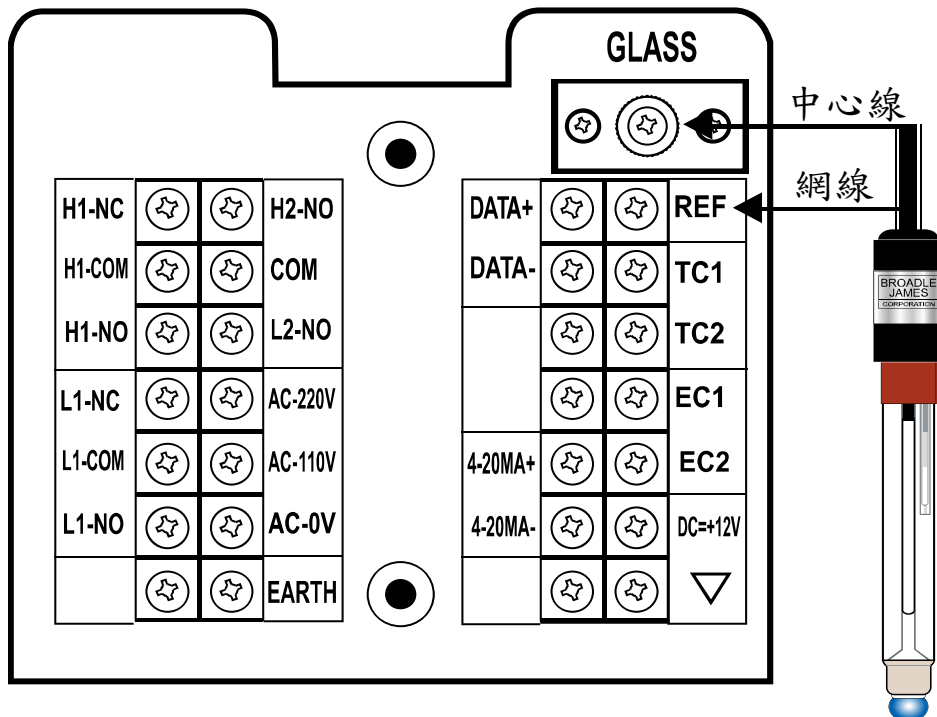 GLASS
中心線
網線
H1-NC
H2-NO
H1-COM
COM
H1-NO
L2-NO
L1-NC
AC-220V
L1-COM
AC-110V
L1-NO
AC-0V
EARTH
DATA+
REF
DATA-
TC1
TC2
EC1
4-20MA+
EC2
4-20MA-
DC=+12V
BROADLE
JAMES
CORPORATION